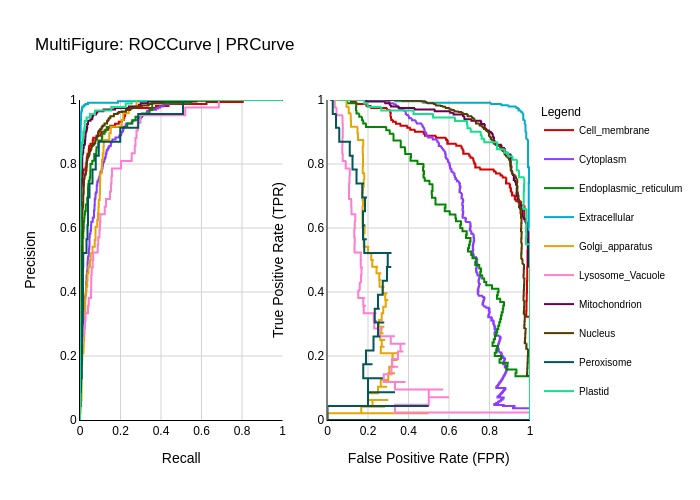 MultiFigure: ROCCurve | PRCurve
Precision
1
0.8
0.6
0.4
0.2
0
0 0.2 0.4 0.6 0.8 1
Recall
True Positive Rate (TPR)
1
0.8
0.6
0.4
0.2
0
0 0.2 0.4 0.6 0.8 1
False Positive Rate (FPR)
Legend
Cell_membrane
Cytoplasm
Endoplasmic_reticulum
Extracellular
Golgi_apparatus
Lysosome_Vacuole
Mitochondrion
Nucleus
Peroxisome
Plastid